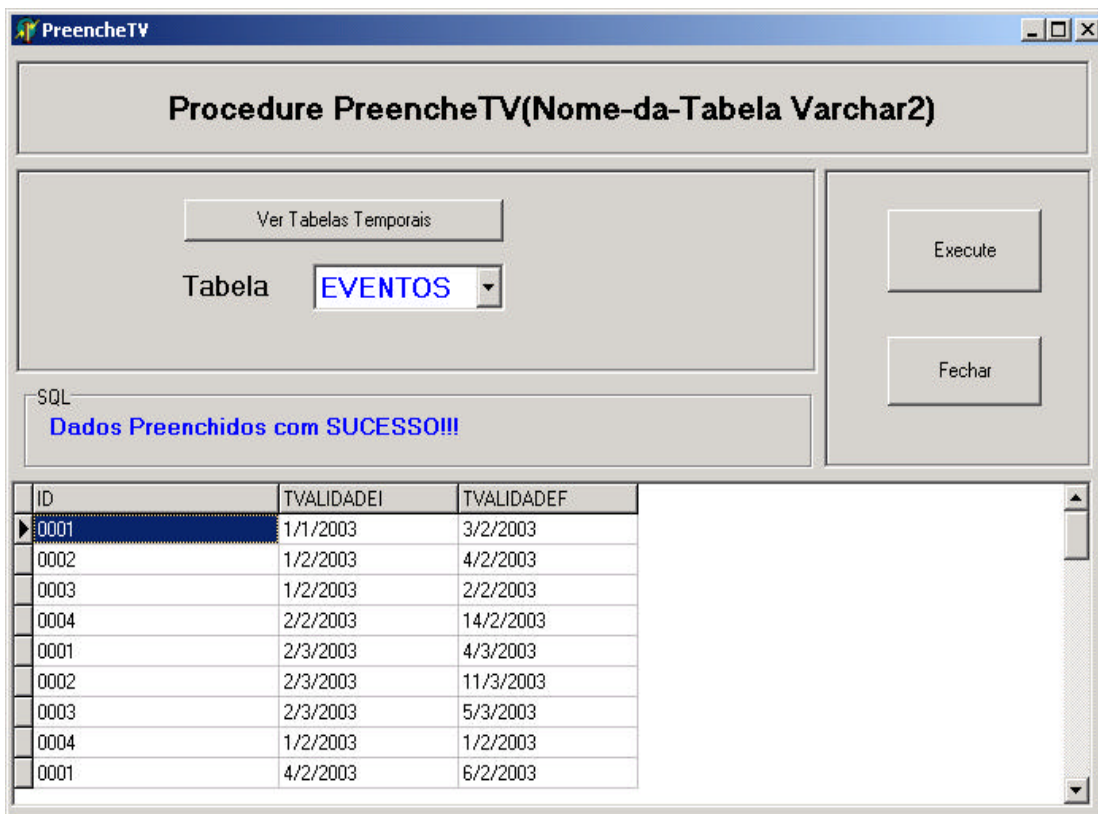 PreencheTV
Procedure PreencheTV(Nome-da-Tabela Varchar2)
Ver Tabelas Temporais
Tabela EVENTOS
Execute
Fechar
SQL
Dados Preenchidos com SUCESSO!!!
ID TVALIDADEI TVALIDADEF
0001 1/1/2003 3/2/2003
0002 1/2/2003 4/2/2003
0003 1/2/2003 2/2/2003
0004 2/2/2003 14/2/2003
0001 2/3/2003 4/3/2003
0002 2/3/2003 11/3/2003
0003 2/3/2003 5/3/2003
0004 1/2/2003 1/2/2003
0001 4/2/2003 6/2/2003